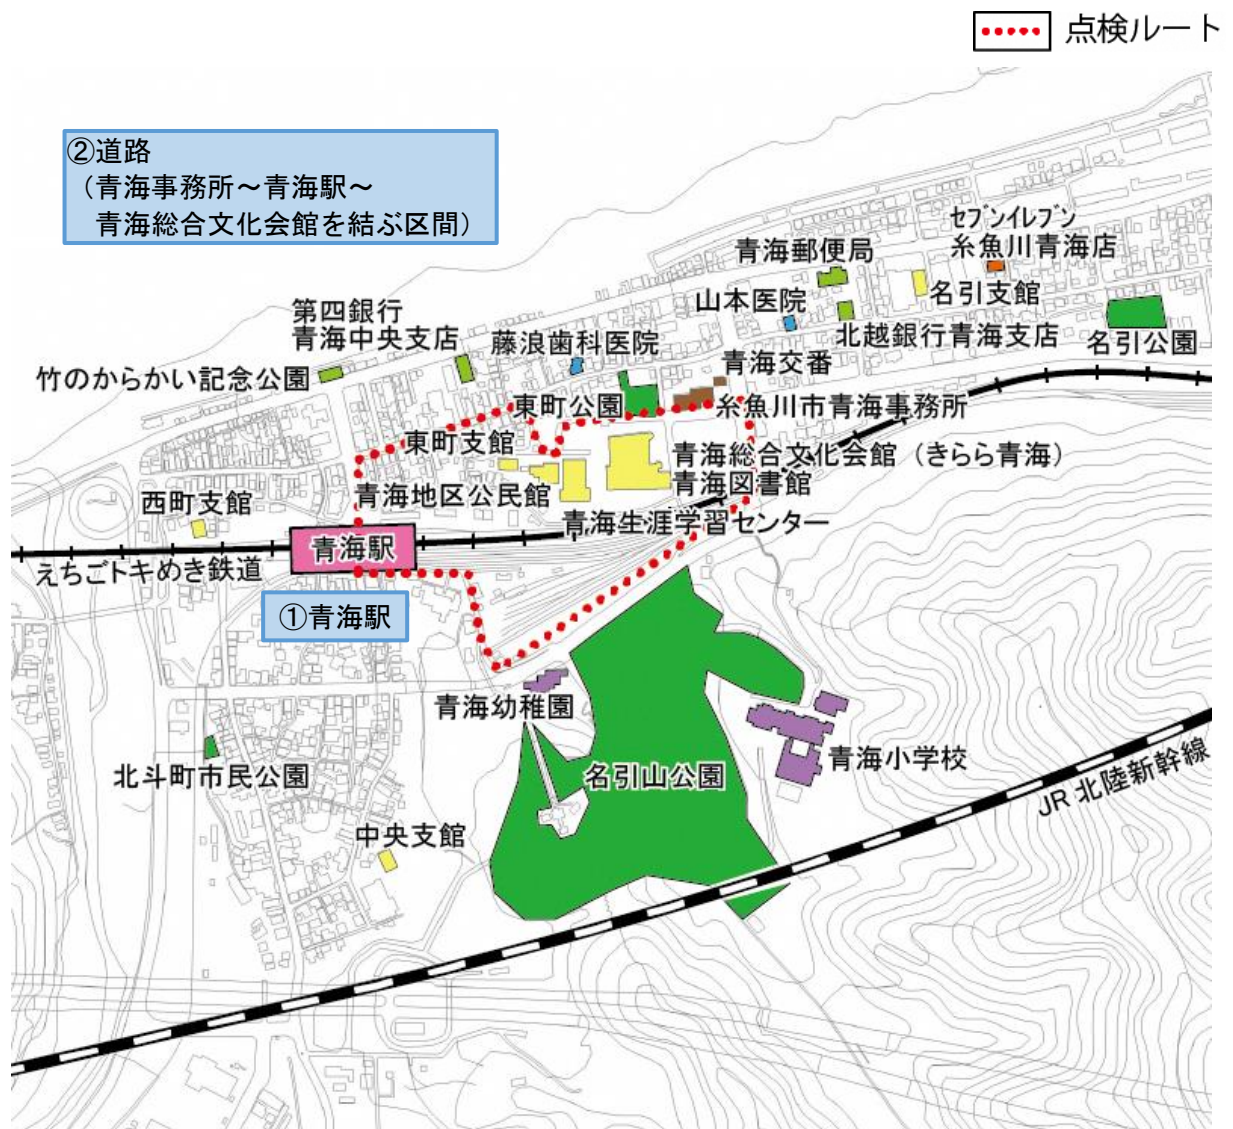 点検ルート
②道路
（青海事務所～青海駅～
青海総合文化会館を結ぶ区間）
セブンイレブン
糸魚川青海店
青海郵便局
名引支館
山本医院
第四銀行
青海中央支店
北越銀行青海支店
名引公園
藤浪歯科医院
青海交番
竹のからかい記念公園
東町公園
糸魚川市青海事務所
東町支館
青海総合文化会館（きらら青海）
青海図書館
青海地区公民館
西町支館
青海生涯学習センター
青海駅
えちごトキめき鉄道
①青海駅
青海幼稚園
青海小学校
名引山公園
北斗町市民公園
JR 北陸新幹線
中央支館